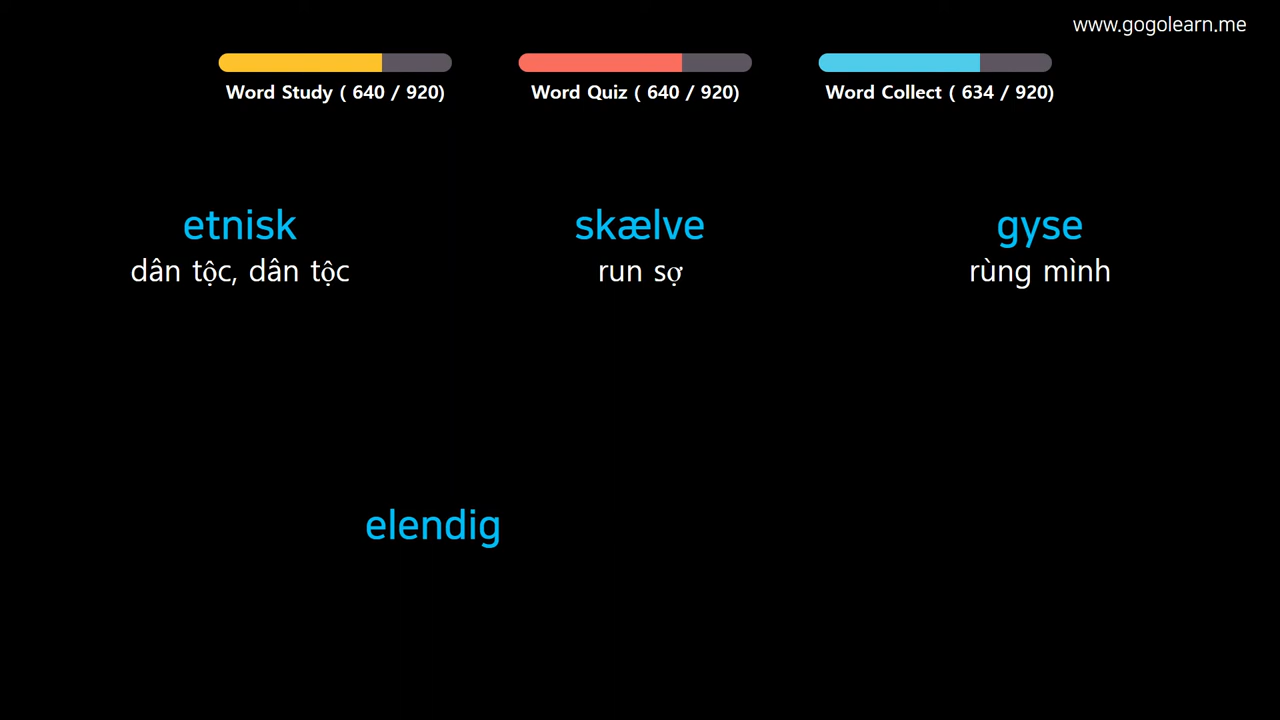 www.gogolearn.me
Word Study ( 640 / 920)
Word Quiz ( 640 / 920)
Word Collect ( 634 / 920)
etnisk
dân tộc, dân tộc
skælve
run sợ
gyse
rùng mình
elendig